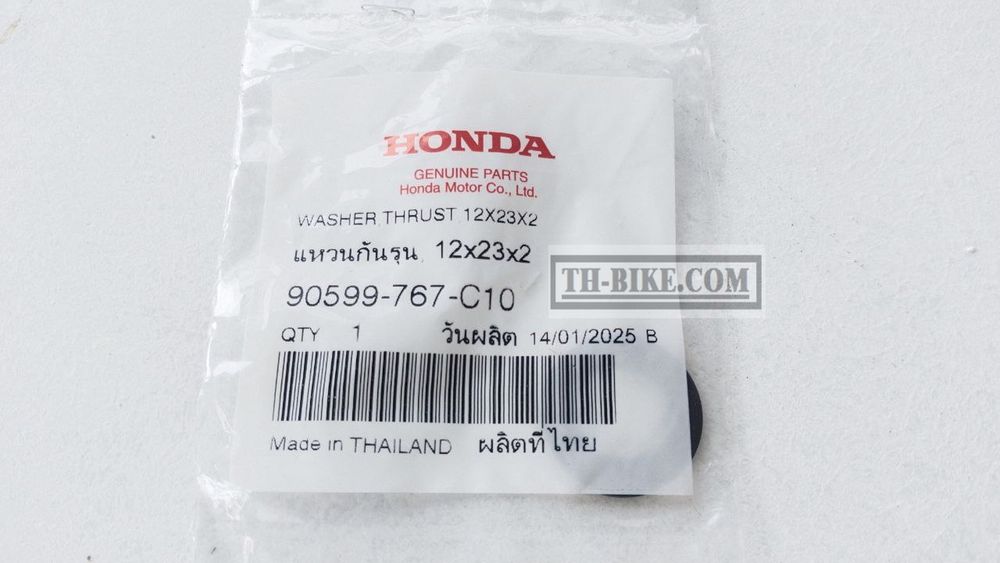 HONDA
GENUINE PARTS
Honda Motor Co., Ltd.
WASHER, THRUST 12X23X2
แหวนกันรุน, 12x23x2
90599-767-C10
TH-BIKE.COM
QTY 1 วันผลิต 14/01/2025 B
Made in THAILAND ผลิตที่ไทย